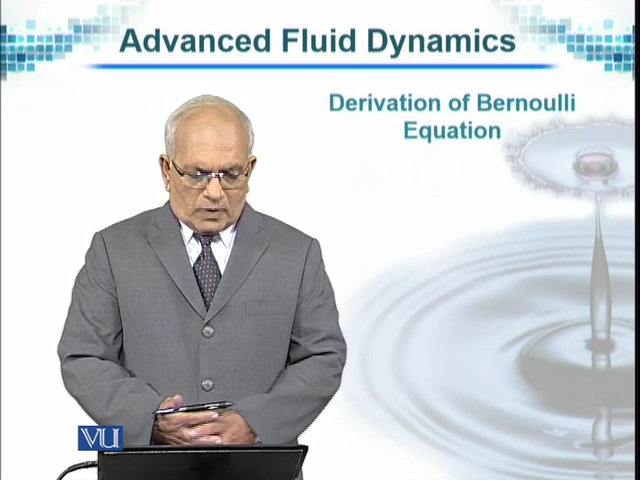 Advanced Fluid Dynamics
Derivation of Bernoulli
Equation
VU